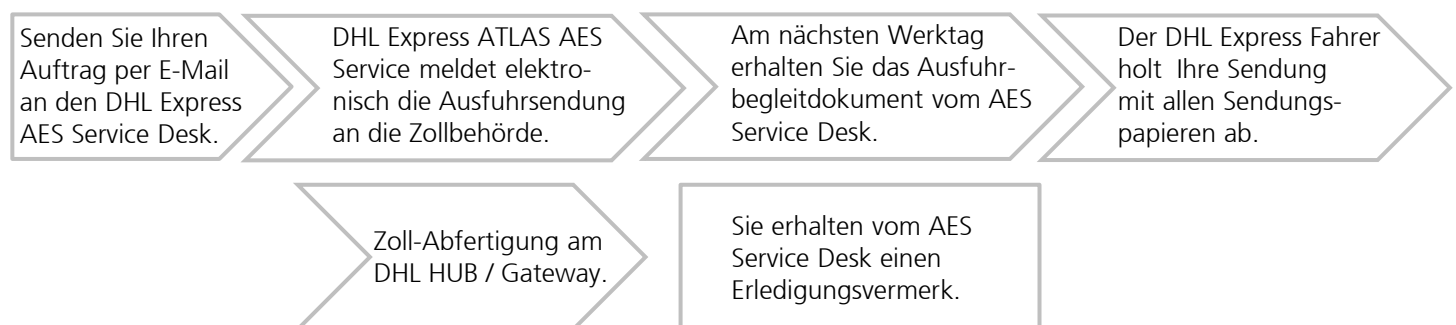 Senden Sie Ihren
Auftrag per E-Mail
an den DHL Express
AES Service Desk.
DHL Express ATLAS AES
Service meldet elektro-
nisch die Ausfuhrsendung
an die Zollbehörde.
Am nächsten Werktag
erhalten Sie das Ausfuhr-
begleitdokument vom AES
Service Desk.
Der DHL Express Fahrer
holt Ihre Sendung
mit allen Sendungs-
papieren ab.
Zoll-Abfertigung am
DHL HUB / Gateway.
Sie erhalten vom AES
Service Desk einen
Erledigungsvermerk.